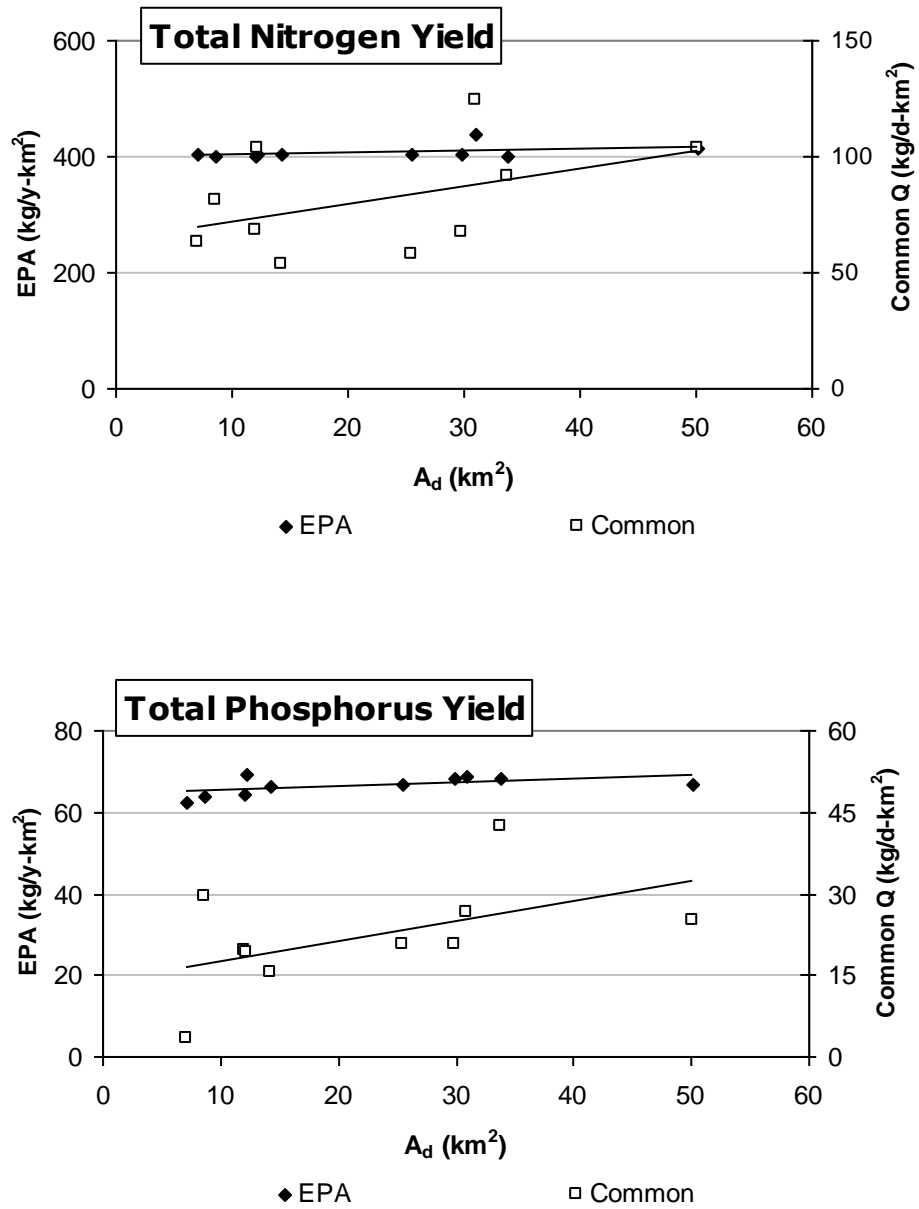 Total Nitrogen Yield
600
400
200
0
EPA (kg/y-km²)
150
100
50
0
Common Q (kg/d-km²)
0 10 20 30 40 50 60
A_d (km²)
◆ EPA □ Common
Total Phosphorus Yield
80
60
40
20
0
EPA (kg/y-km²)
60
45
30
15
0
Common Q (kg/d-km²)
0 10 20 30 40 50 60
A_d (km²)
◆ EPA □ Common